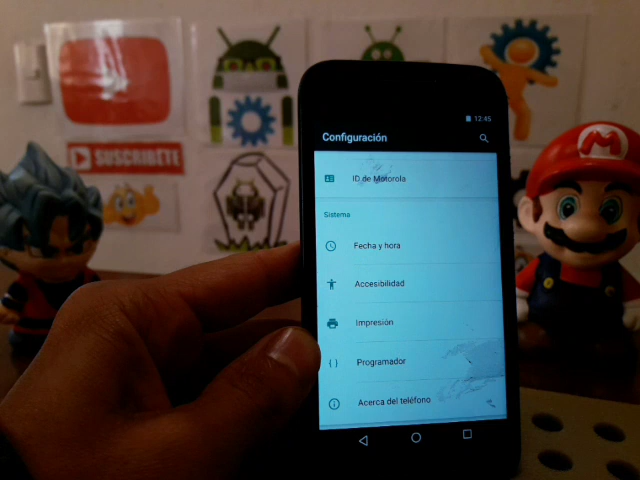 SUSCRIBETE
12:45
Configuración
ID de Motorola
Sistema
Fecha y hora
Accesibilidad
Impresión
{ } Programador
Acerca del teléfono
M